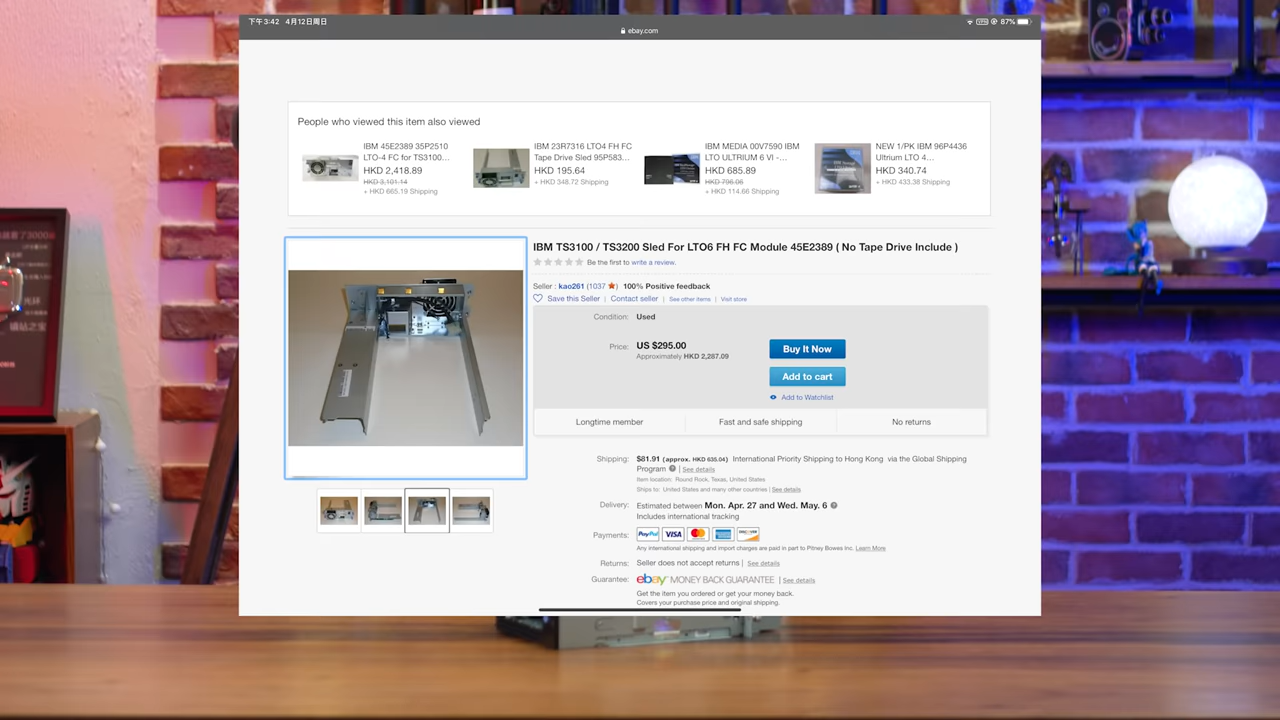 下午3:42 4月12日周日
VPN
87%
ebay.com
People who viewed this item also viewed
IBM 45E2389 35P2510
LTO-4 FC for TS3100...
HKD 2,418.89
HKD 3,101.14
+ HKD 665.19 Shipping
IBM 23R7316 LTO4 FH FC
Tape Drive Sled 95P583...
HKD 195.64
+ HKD 348.72 Shipping
IBM MEDIA 00V7590 IBM
LTO ULTRIUM 6 VI -...
HKD 685.89
HKD 796.06
+ HKD 114.66 Shipping
NEW 1/PK IBM 96P4436
Ultrium LTO 4...
HKD 340.74
+ HKD 433.38 Shipping
IBM TS3100 / TS3200 Sled For LTO6 FH FC Module 45E2389 ( No Tape Drive Include )
Be the first to write a review.
Seller : kao261 (1037 ) 100% Positive feedback
Save this Seller | Contact seller | See other items | Visit store
Condition: Used
Price: US $295.00
Approximately HKD 2,287.09
Buy It Now
Add to cart
Add to Watchlist
Longtime member
Fast and safe shipping
No returns
Shipping: $81.91 (approx. HKD 635.04) International Priority Shipping to Hong Kong via the Global Shipping
Program | See details
Item location: Round Rock, Texas, United States
Ships to: United States and many other countries | See details
Delivery: Estimated between Mon. Apr. 27 and Wed. May. 6
Includes international tracking
Payments: PayPal VISA
Any international shipping and import charges are paid in part to Pitney Bowes Inc. Learn More
Returns: Seller does not accept returns | See details
Guarantee: ebay MONEY BACK GUARANTEE | See details
Get the item you ordered or get your money back.
Covers your purchase price and original shipping.
73000